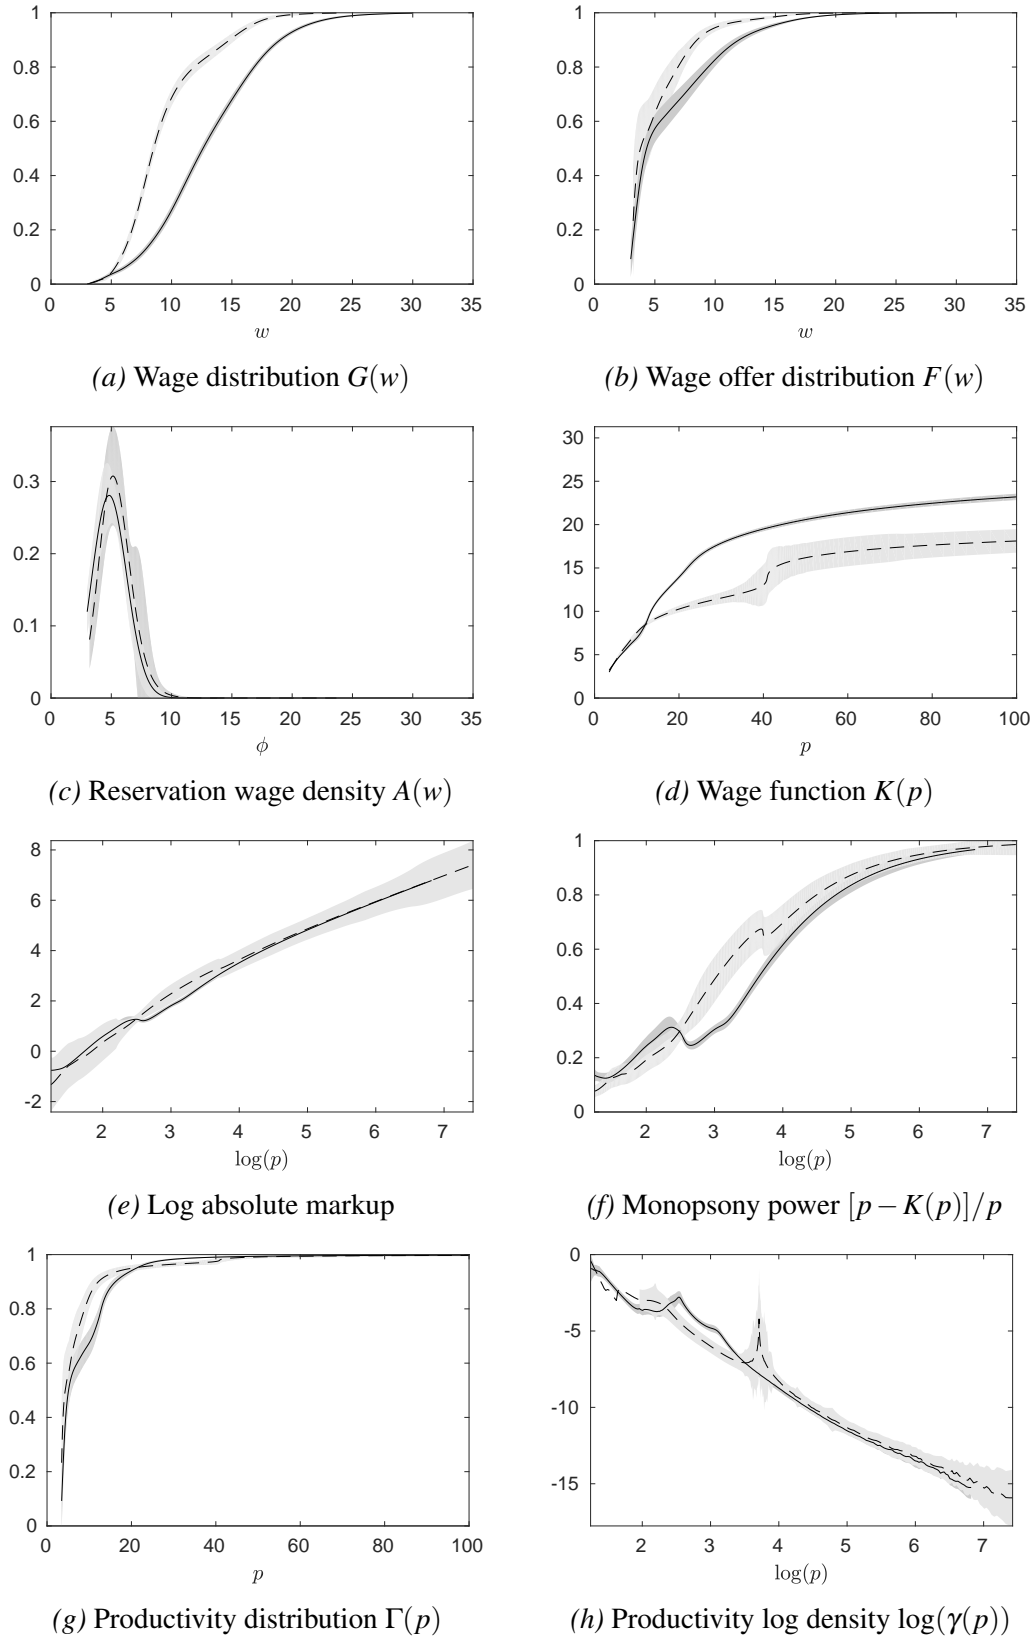 1
0.8
0.6
0.4
0.2
0
0 5 10 15 20 25 30 35
w
(a) Wage distribution G(w)
1
0.8
0.6
0.4
0.2
0
0 5 10 15 20 25 30 35
w
(b) Wage offer distribution F(w)
0.3
0.2
0.1
0
0 5 10 15 20 25 30 35
ϕ
(c) Reservation wage density A(w)
30
25
20
15
10
5
0
0 20 40 60 80 100
p
(d) Wage function K(p)
8
6
4
2
0
-2
2 3 4 5 6 7
log(p)
(e) Log absolute markup
1
0.8
0.6
0.4
0.2
0
2 3 4 5 6 7
log(p)
(f) Monopsony power [p − K(p)]/p
1
0.8
0.6
0.4
0.2
0
0 20 40 60 80 100
p
(g) Productivity distribution Γ(p)
0
-5
-10
-15
2 3 4 5 6 7
log(p)
(h) Productivity log density log(γ(p))